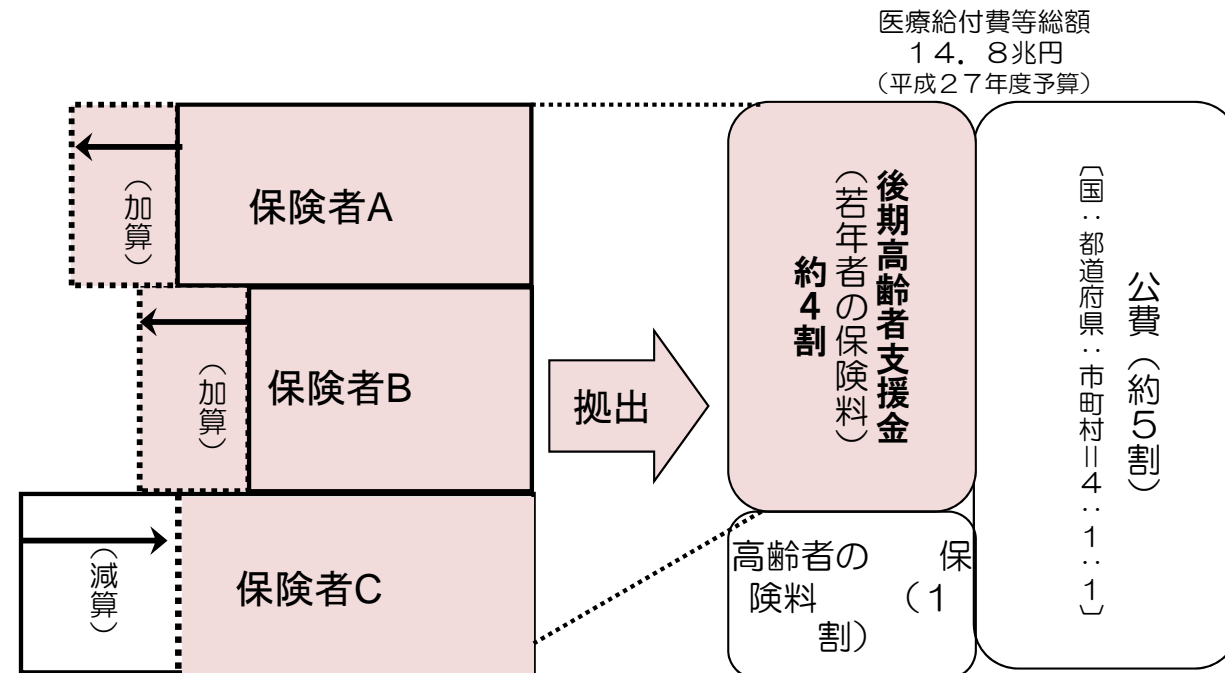 医療給付費等総額
１４．８兆円
（平成２７年度予算）
（加算）
保険者A
（加算）
保険者B
（減算）
保険者C
拠出
後期高齢者支援金
（若年者の保険料）
約４割
高齢者の　　保
険料　　（１
割）
公費（約５割）
〔国：都道府県：市町村＝４：１：１〕